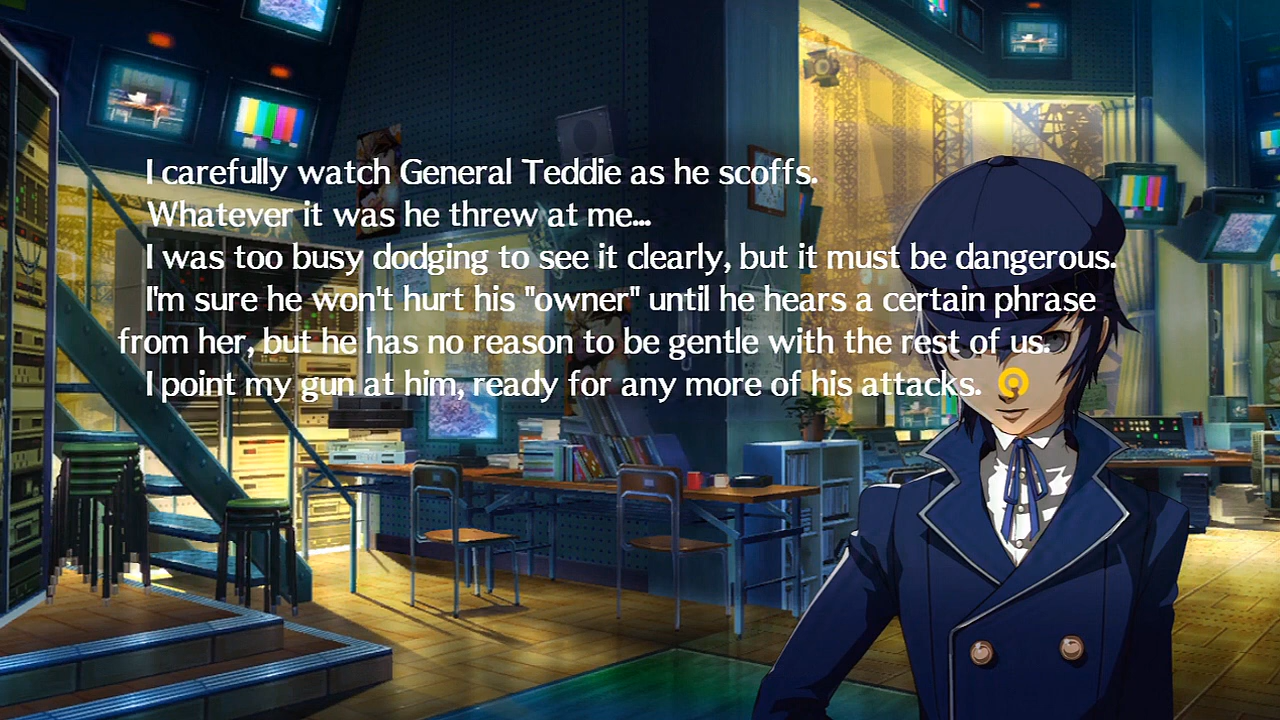 I carefully watch General Teddie as he scoffs.
Whatever it was he threw at me...
I was too busy dodging to see it clearly, but it must be dangerous.
I'm sure he won't hurt his "owner" until he hears a certain phrase
from her, but he has no reason to be gentle with the rest of us.
I point my gun at him, ready for any more of his attacks.